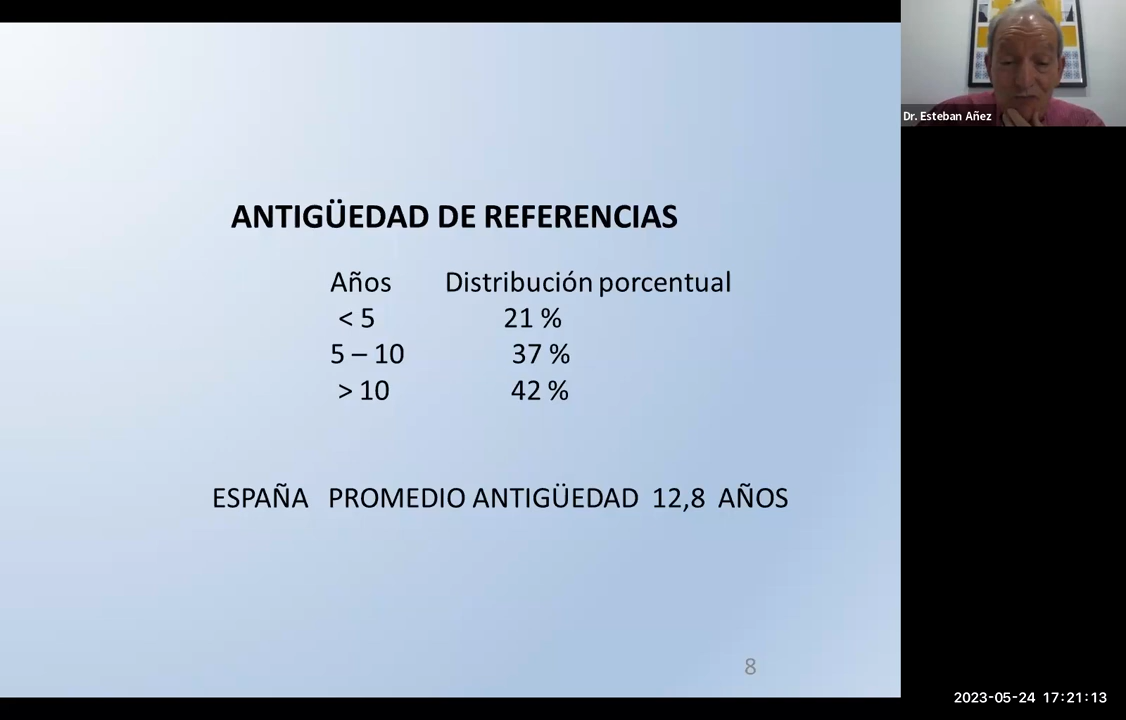 Dr. Esteban Añez
ANTIGÜEDAD DE REFERENCIAS
Años Distribución porcentual
< 5 21 %
5 – 10 37 %
> 10 42 %
ESPAÑA PROMEDIO ANTIGÜEDAD 12,8 AÑOS
8
2023-05-24 17:21:13